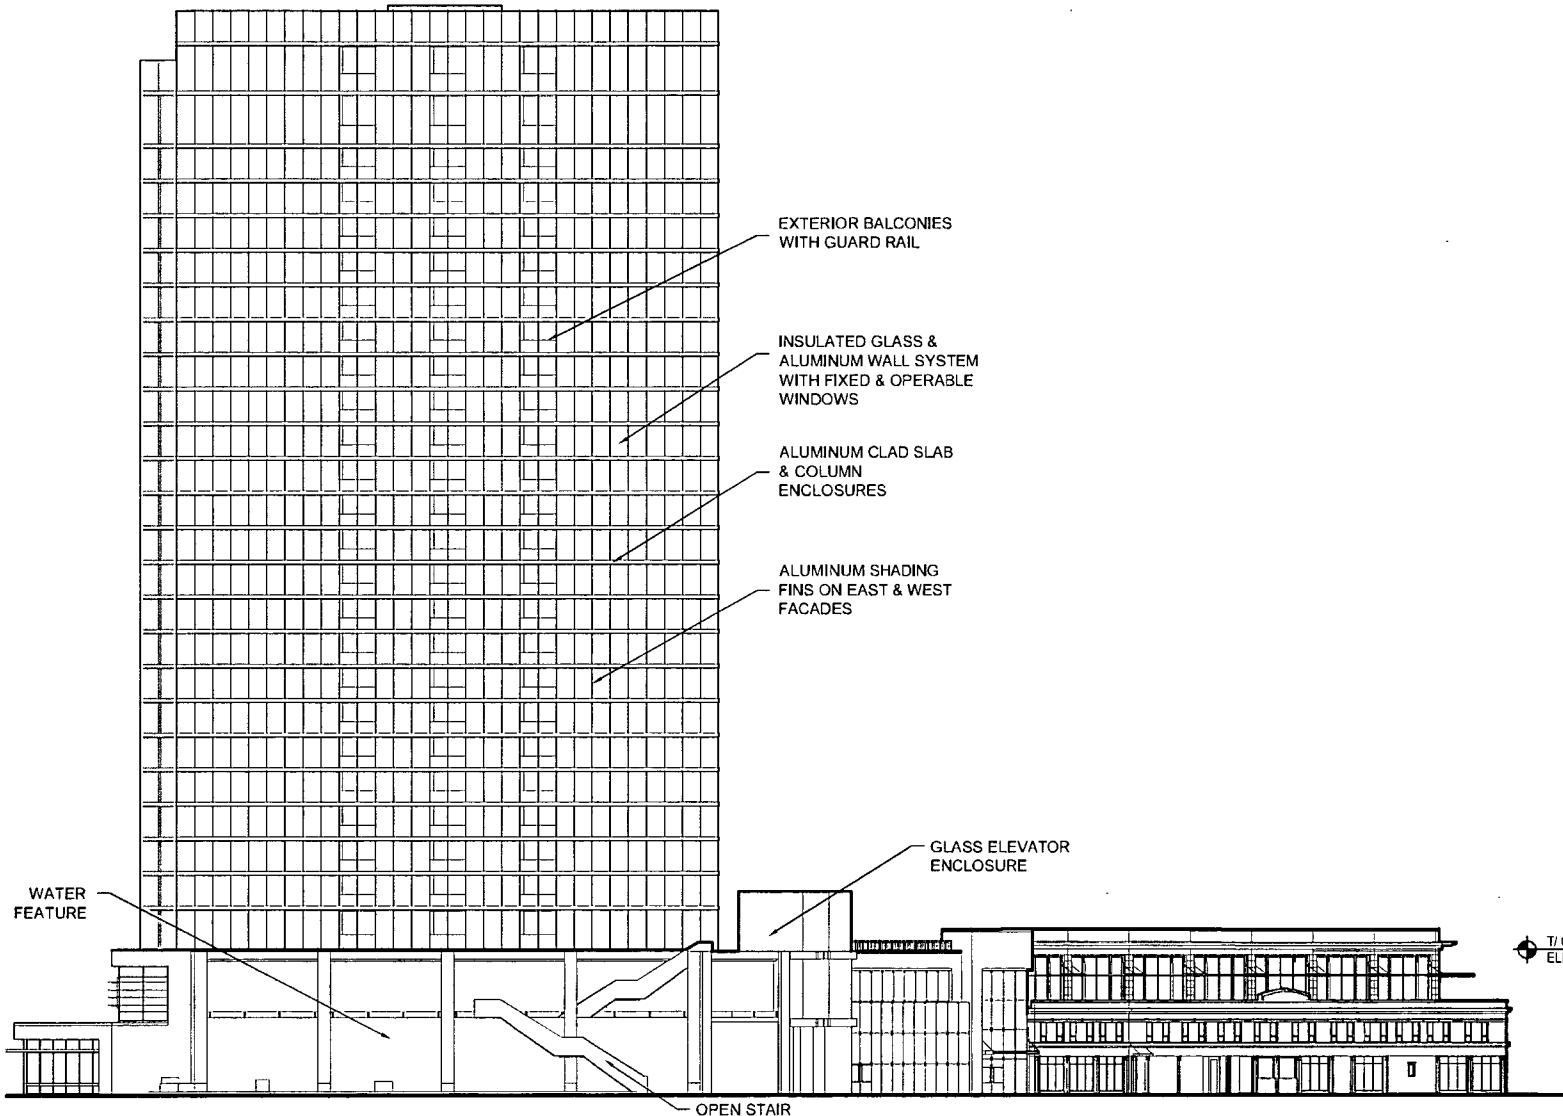 EXTERIOR BALCONIES
WITH GUARD RAIL
INSULATED GLASS &
ALUMINUM WALL SYSTEM
WITH FIXED & OPERABLE
WINDOWS
ALUMINUM CLAD SLAB
& COLUMN
ENCLOSURES
ALUMINUM SHADING
FINS ON EAST & WEST
FACADES
GLASS ELEVATOR
ENCLOSURE
WATER
FEATURE
T/
OPEN STAIR